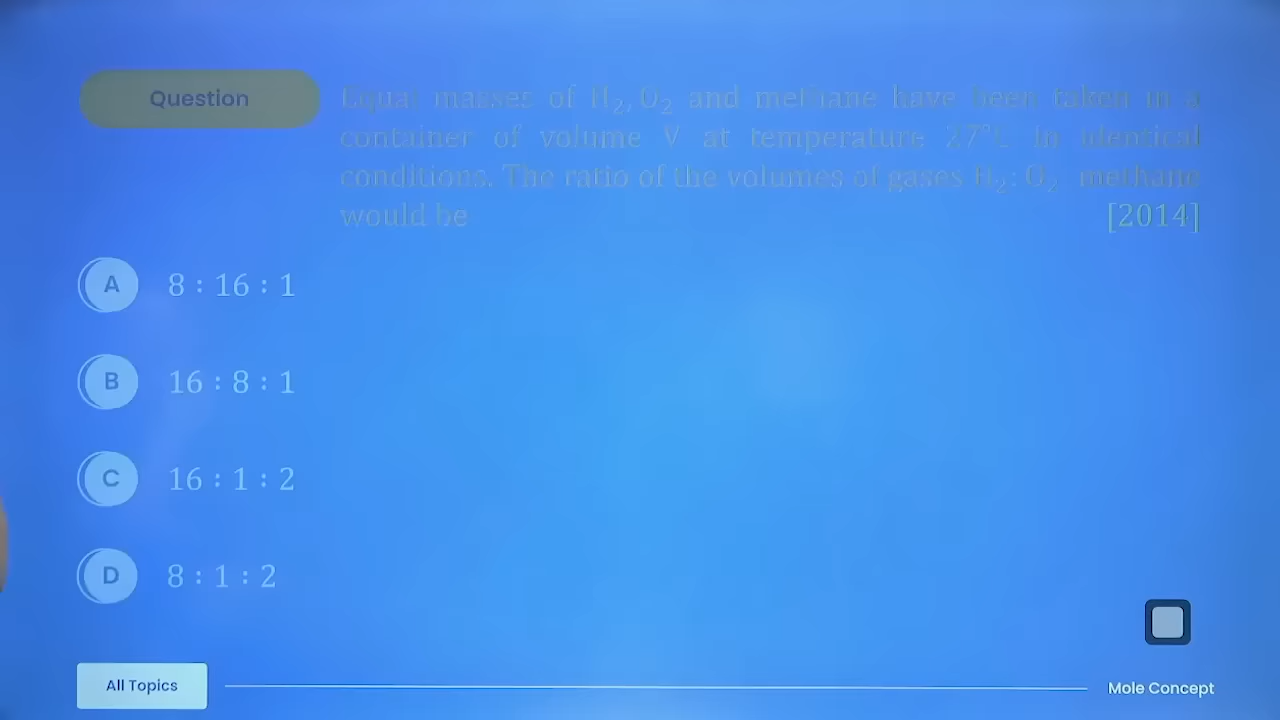 Question
Equal masses of H₂, O₂ and methane have been taken in a
container of volume V at temperature 27°C in identical
conditions. The ratio of the volumes of gases H₂ : O₂ : methane
would be [2014]
A 8 : 16 : 1
B 16 : 8 : 1
C 16 : 1 : 2
D 8 : 1 : 2
All Topics
Mole Concept